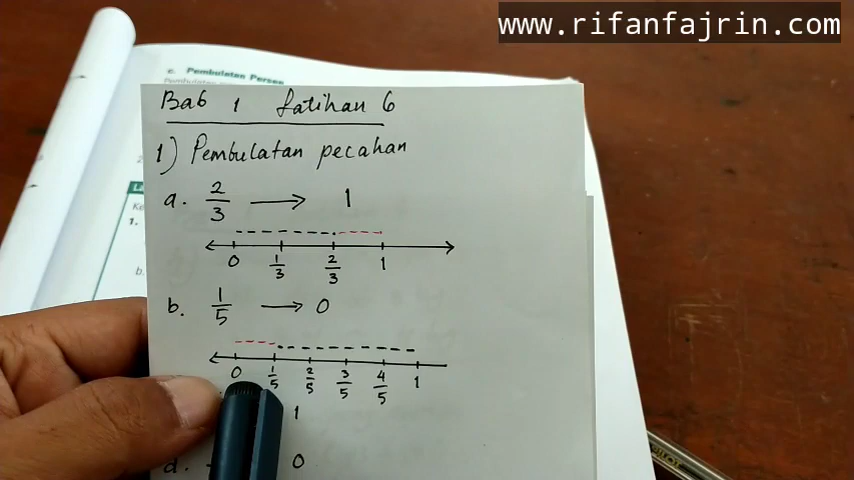 www.rifanfajrin.com
c. Pembulatan Persen
Bab 1 Latihan 6
1) Pembulatan pecahan
a. 2/3 → 1
0 1/3 2/3 1
b. 1/5 → 0
0 1/5 2/5 3/5 4/5 1
1
d. 0
1.
b.